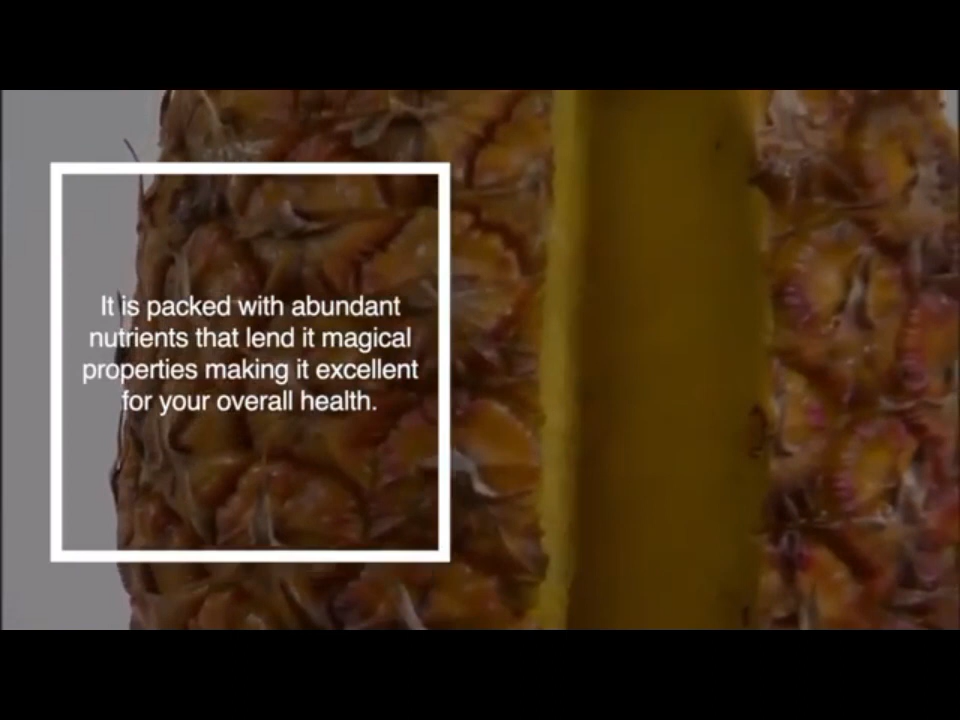 It is packed with abundant
nutrients that lend it magical
properties making it excellent
for your overall health.